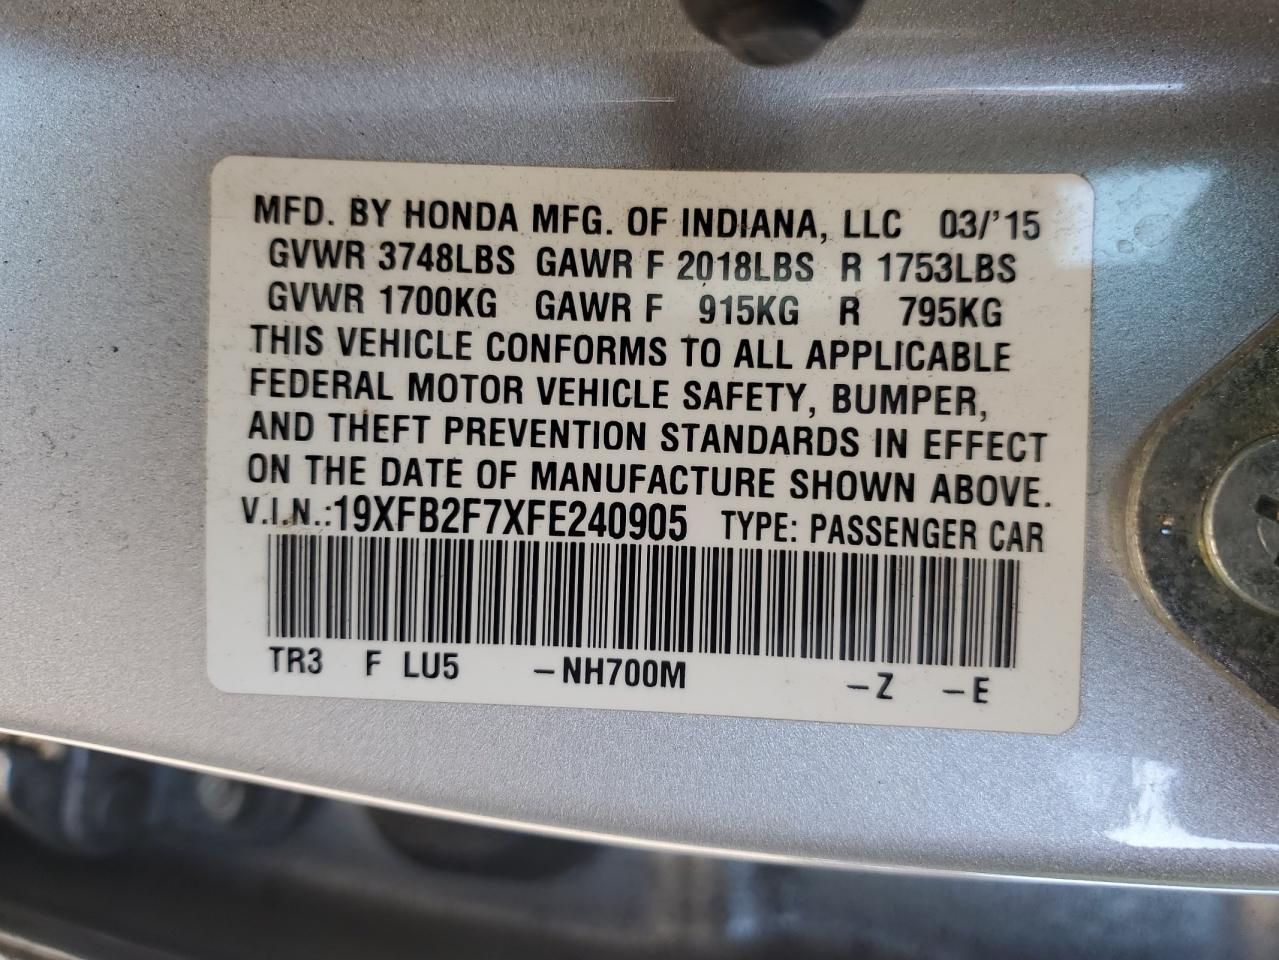 MFD. BY HONDA MFG. OF INDIANA, LLC 03/'15
GVWR 3748LBS GAWR F 2018LBS R 1753LBS
GVWR 1700KG GAWR F 915KG R 795KG
THIS VEHICLE CONFORMS TO ALL APPLICABLE
FEDERAL MOTOR VEHICLE SAFETY, BUMPER,
AND THEFT PREVENTION STANDARDS IN EFFECT
ON THE DATE OF MANUFACTURE SHOWN ABOVE.
V.I.N.:19XFB2F7XFE240905 TYPE: PASSENGER CAR
TR3 F LU5 –NH700M –Z –E